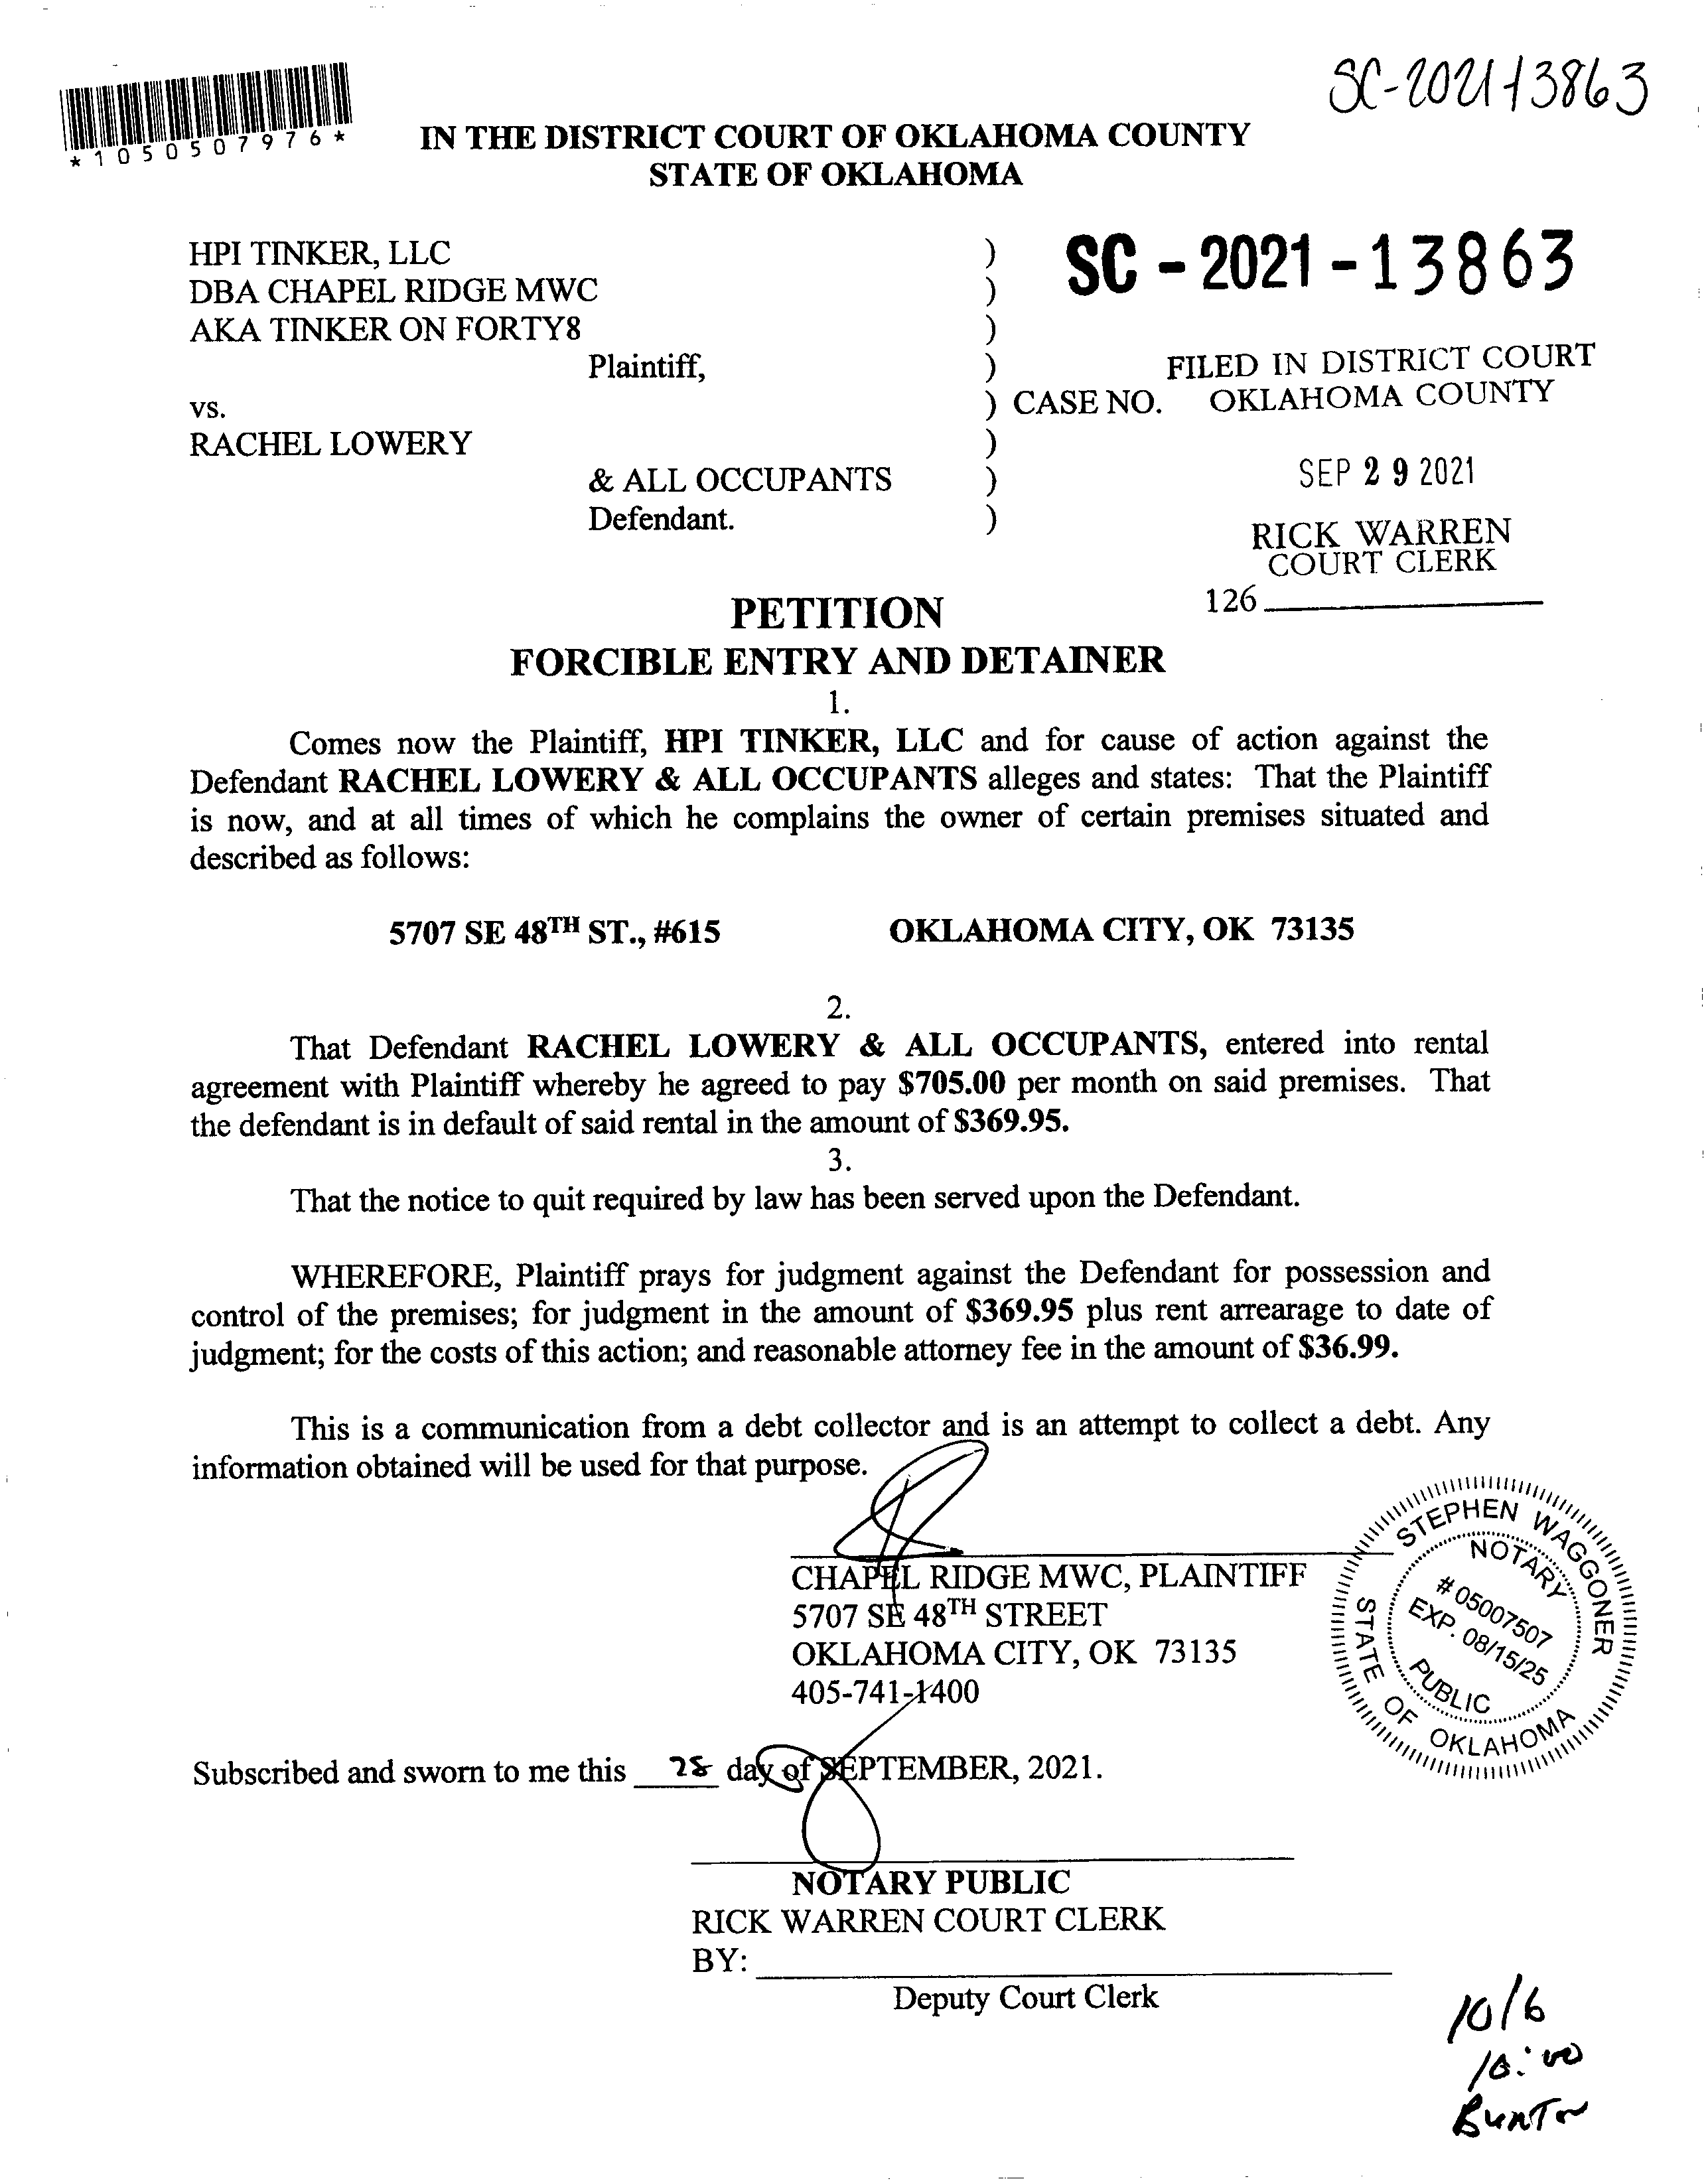 SC-2021-13863
*1050507976*
IN THE DISTRICT COURT OF OKLAHOMA COUNTY
STATE OF OKLAHOMA
HPI TINKER, LLC )
DBA CHAPEL RIDGE MWC )
AKA TINKER ON FORTY8 )
Plaintiff, )
vs. ) CASE NO.
RACHEL LOWERY )
& ALL OCCUPANTS )
Defendant. )
SC - 2021 - 13863
FILED IN DISTRICT COURT
OKLAHOMA COUNTY
SEP 29 2021
RICK WARREN
COURT CLERK
126
PETITION
FORCIBLE ENTRY AND DETAINER
1.
Comes now the Plaintiff, HPI TINKER, LLC and for cause of action against the
Defendant RACHEL LOWERY & ALL OCCUPANTS alleges and states: That the Plaintiff
is now, and at all times of which he complains the owner of certain premises situated and
described as follows:
5707 SE 48TH ST., #615 OKLAHOMA CITY, OK 73135
2.
That Defendant RACHEL LOWERY & ALL OCCUPANTS, entered into rental
agreement with Plaintiff whereby he agreed to pay $705.00 per month on said premises. That
the defendant is in default of said rental in the amount of $369.95.
3.
That the notice to quit required by law has been served upon the Defendant.
WHEREFORE, Plaintiff prays for judgment against the Defendant for possession and
control of the premises; for judgment in the amount of $369.95 plus rent arrearage to date of
judgment; for the costs of this action; and reasonable attorney fee in the amount of $36.99.
This is a communication from a debt collector and is an attempt to collect a debt. Any
information obtained will be used for that purpose.
CHAPEL RIDGE MWC, PLAINTIFF
5707 SE 48TH STREET
OKLAHOMA CITY, OK 73135
405-741-1400
STEPHEN WAGGONER
NOTARY
# 05007507
EXP. 08/15/25
PUBLIC
STATE OF OKLAHOMA
Subscribed and sworn to me this 28 day of SEPTEMBER, 2021.
NOTARY PUBLIC
RICK WARREN COURT CLERK
BY:
Deputy Court Clerk
10/6
10:00